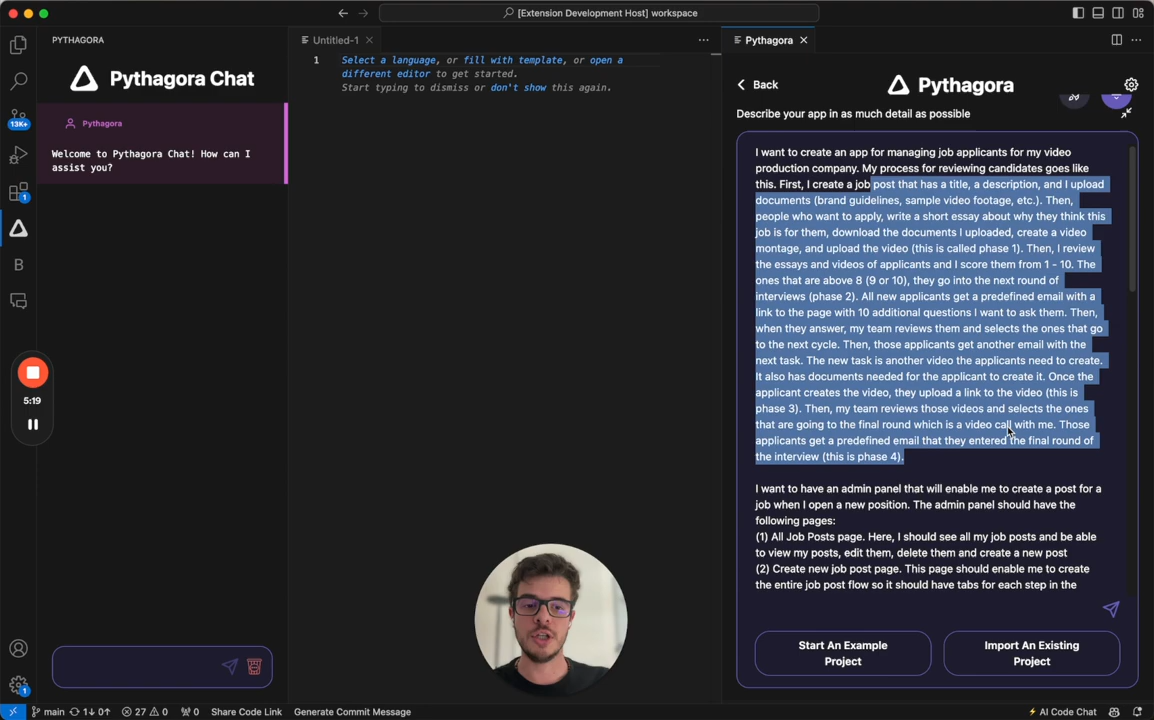 [Extension Development Host] workspace
PYTHAGORA
Pythagora Chat
Pythagora
Welcome to Pythagora Chat! How can I
assist you?
13K+
1
5:19
1
Untitled-1
1
Select a language, or fill with template, or open a
different editor to get started.
Start typing to dismiss or don't show this again.
Pythagora
Back
Pythagora
Describe your app in as much detail as possible
I want to create an app for managing job applicants for my video
production company. My process for reviewing candidates goes like
this. First, I create a job post that has a title, a description, and I upload
documents (brand guidelines, sample video footage, etc.). Then,
people who want to apply, write a short essay about why they think this
job is for them, download the documents I uploaded, create a video
montage, and upload the video (this is called phase 1). Then, I review
the essays and videos of applicants and I score them from 1 - 10. The
ones that are above 8 (9 or 10), they go into the next round of
interviews (phase 2). All new applicants get a predefined email with a
link to the page with 10 additional questions I want to ask them. Then,
when they answer, my team reviews them and selects the ones that go
to the next cycle. Then, those applicants get another email with the
next task. The new task is another video the applicants need to create.
It also has documents needed for the applicant to create it. Once the
applicant creates the video, they upload a link to the video (this is
phase 3). Then, my team reviews those videos and selects the ones
that are going to the final round which is a video call with me. Those
applicants get a predefined email that they entered the final round of
the interview (this is phase 4).
I want to have an admin panel that will enable me to create a post for a
job when I open a new position. The admin panel should have the
following pages:
(1) All Job Posts page. Here, I should see all my job posts and be able
to view my posts, edit them, delete them and create a new post
(2) Create new job post page. This page should enable me to create
the entire job post flow so it should have tabs for each step in the
Start An Example
Project
Import An Existing
Project
main 1↓ 0↑ 27 0 0 Share Code Link Generate Commit Message
AI Code Chat